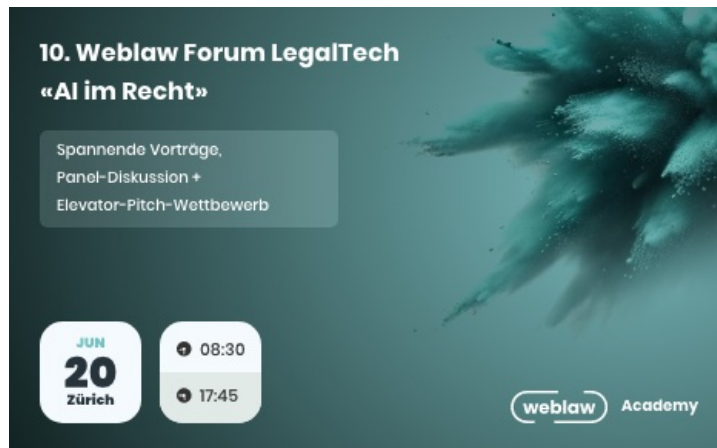 10. Weblaw Forum LegalTech
«AI im Recht»
Spannende Vorträge,
Panel-Diskussion +
Elevator-Pitch-Wettbewerb
JUN
20
Zürich
08:30
17:45
weblaw Academy